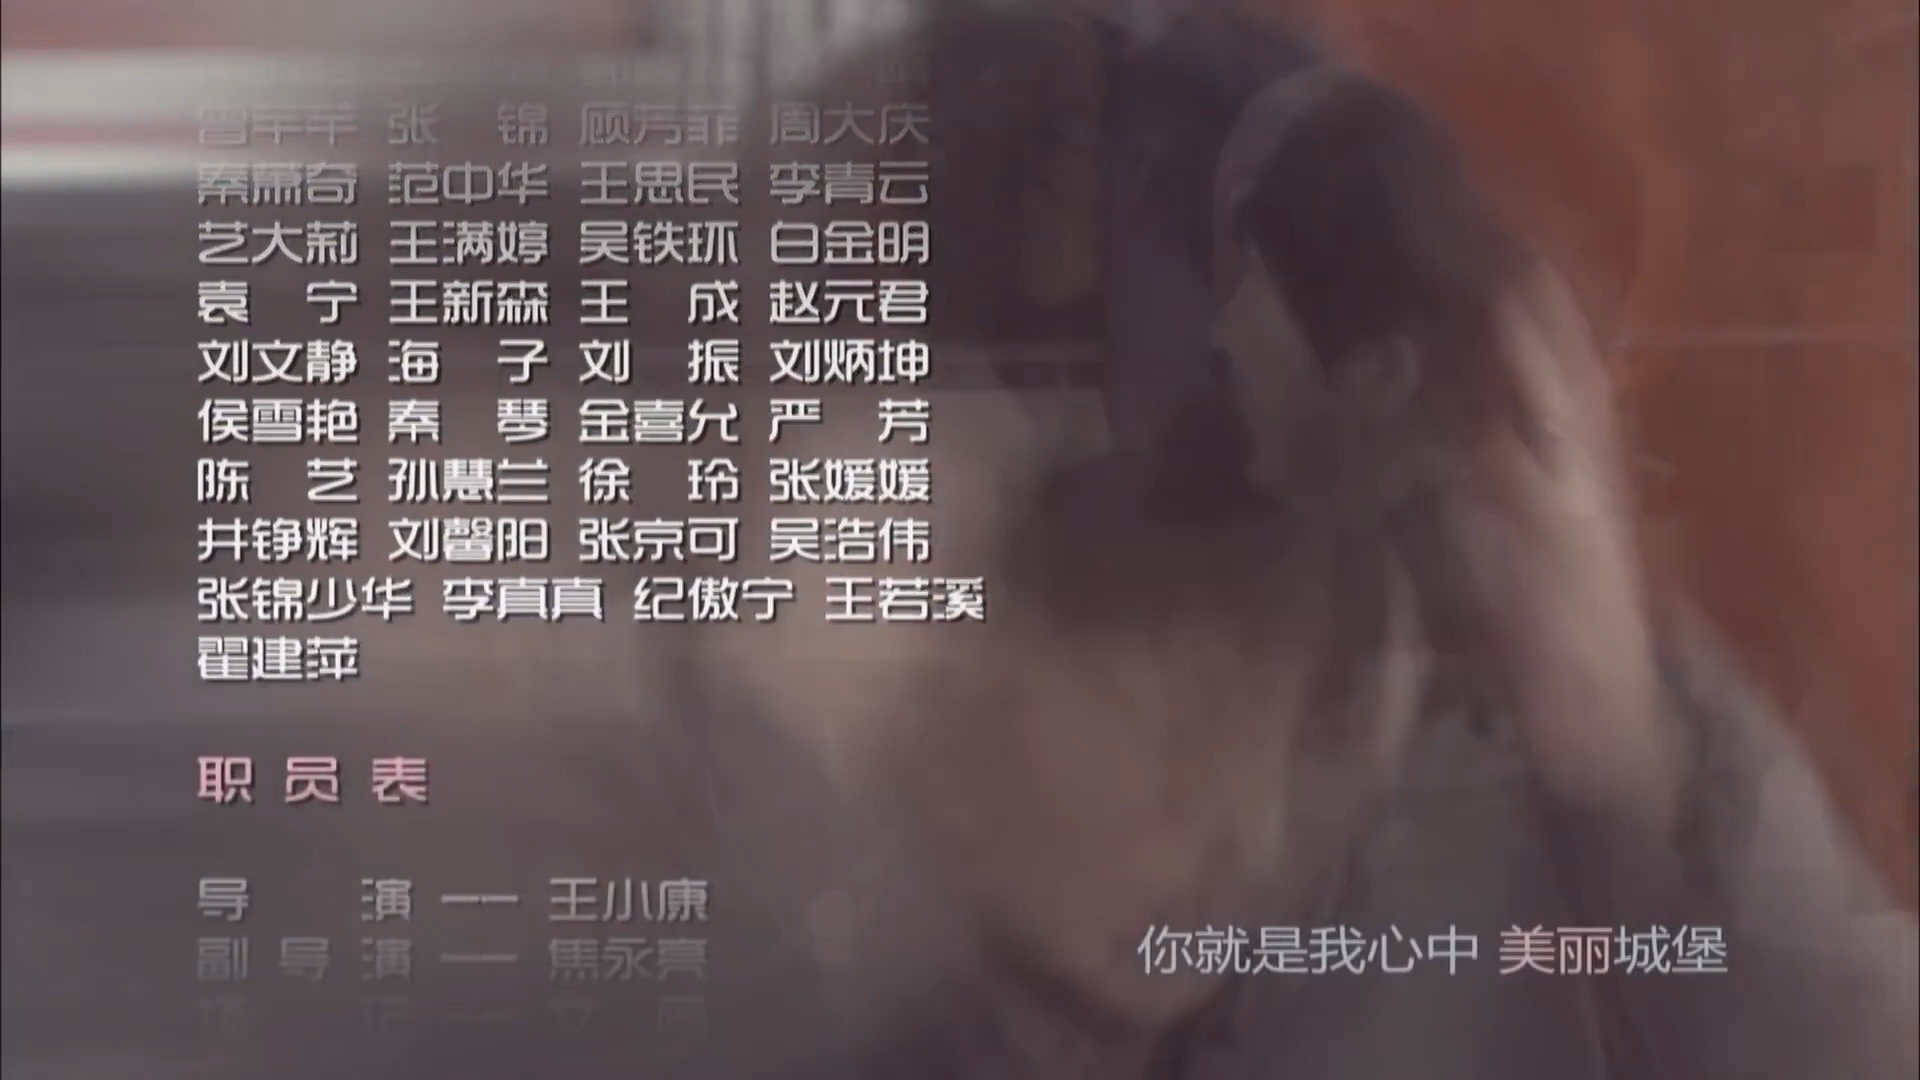 曾芊芊 张 锦 顾芳菲 周大庆
秦萧奇 范中华 王思民 李青云
艺大莉 王满婷 吴铁环 白金明
袁 宁 王新森 王 成 赵元君
刘文静 海 子 刘 振 刘炳坤
侯雪艳 秦 琴 金喜允 严 芳
陈 艺 孙慧兰 徐 玲 张媛媛
井铮辉 刘馨阳 张京可 吴浩伟
张锦少华 李真真 纪傲宁 王若溪
翟建萍
职 员 表
导 演 —— 王小康
副 导 演 —— 焦永亮
你就是我心中 美丽城堡